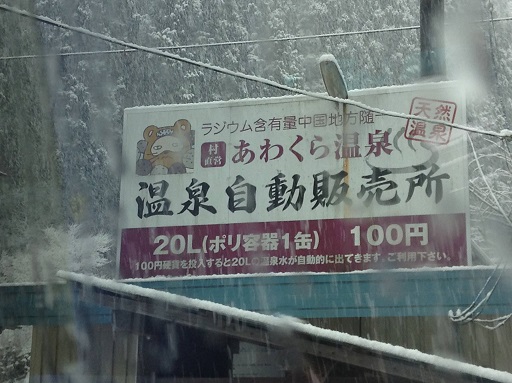 ラジウム含有量中国地方随一
天然
温泉
村
直営
あわくら温泉
温泉自動販売所
20L(ポリ容器1缶) 100円
100円硬貨を投入すると20Lの温泉水が自動的に出てきます。ご利用下さい。